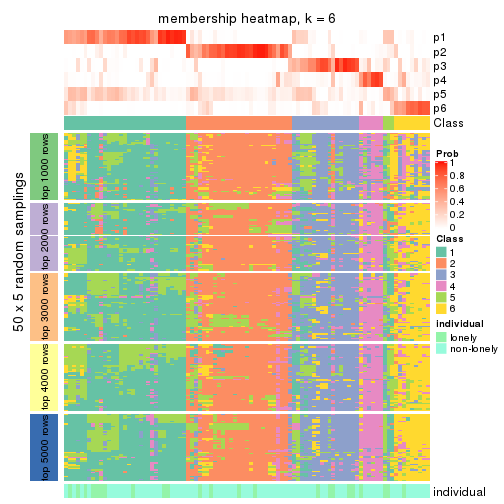 membership heatmap, k = 6
p1
p2
p3
p4
p5
p6
Class
50 x 5 random samplings
top 1000 rows
top 2000 rows
top 3000 rows
top 4000 rows
top 5000 rows
Prob
1
0.8
0.6
0.4
0.2
0
Class
1
2
3
4
5
6
Individual
lonely
non-lonely
individual